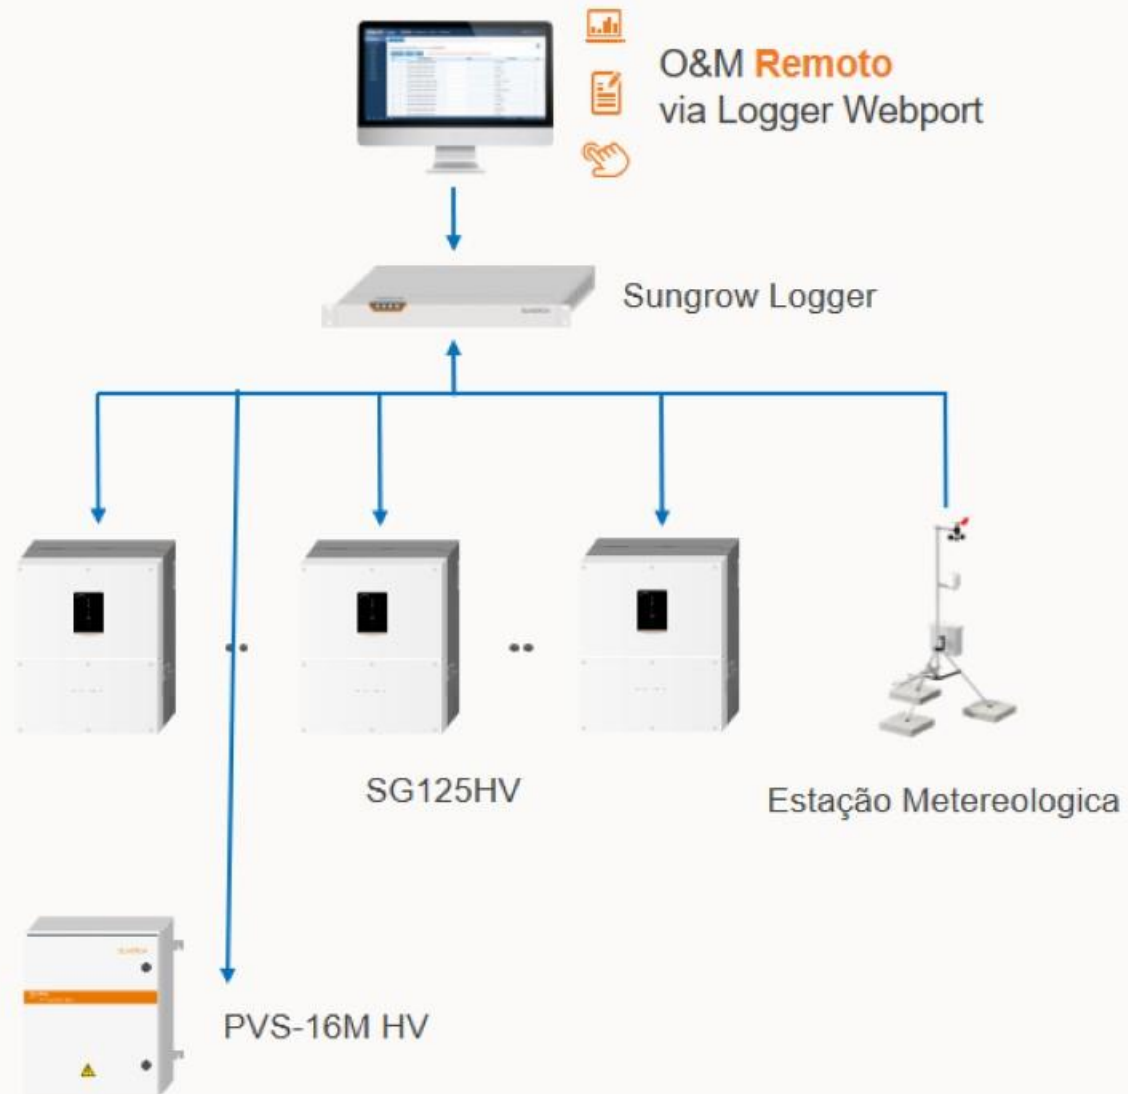 O&M Remoto
via Logger Webport
Sungrow Logger
SG125HV
Estação Metereologica
PVS-16M HV